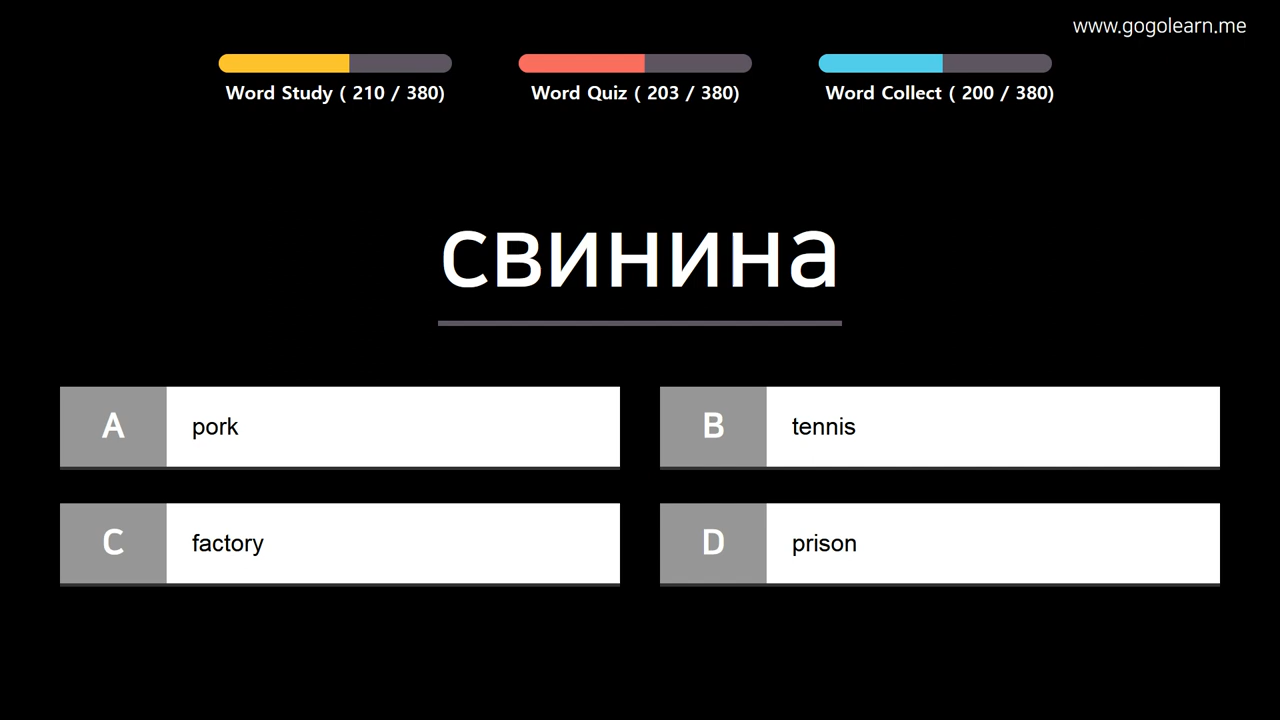 www.gogolearn.me
Word Study ( 210 / 380)
Word Quiz ( 203 / 380)
Word Collect ( 200 / 380)
свинина
A pork
B tennis
C factory
D prison